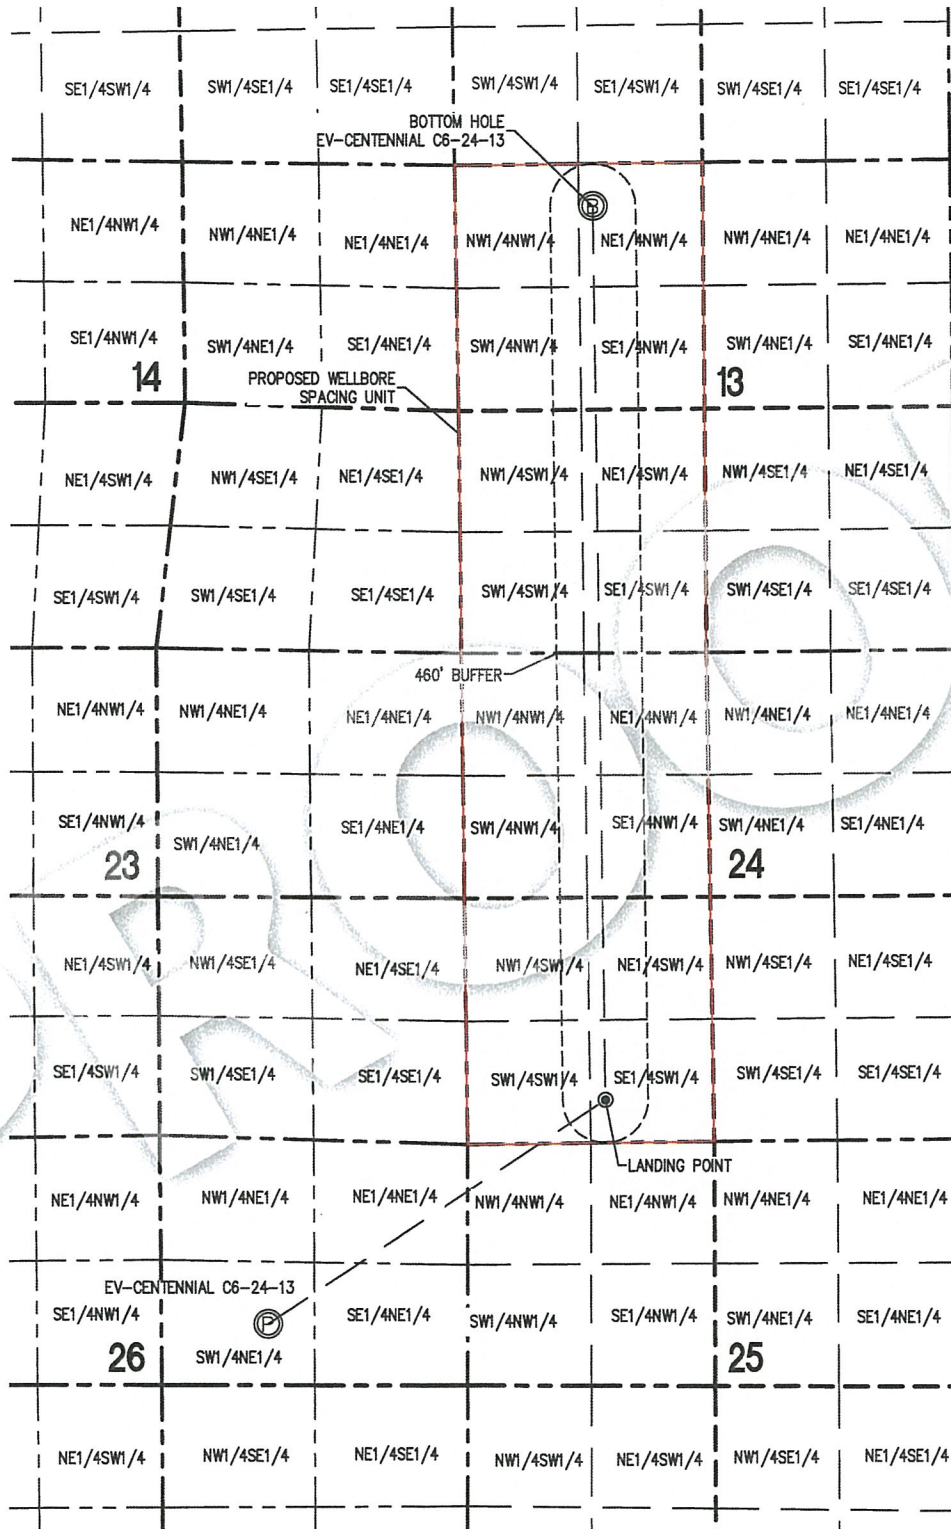 SE1/4SW1/4 SW1/4SE1/4 SE1/4SE1/4 SW1/4SW1/4 SE1/4SW1/4 SW1/4SE1/4 SE1/4SE1/4
BOTTOM HOLE
EV-CENTENNIAL C6-24-13
B
NE1/4NW1/4 NW1/4NE1/4 NE1/4NE1/4 NW1/4NW1/4 NE1/4NW1/4 NW1/4NE1/4 NE1/4NE1/4
SE1/4NW1/4 SW1/4NE1/4 SE1/4NE1/4 SW1/4NW1/4 SE1/4NW1/4 SW1/4NE1/4 SE1/4NE1/4
14 13
PROPOSED WELLBORE
SPACING UNIT
NE1/4SW1/4 NW1/4SE1/4 NE1/4SE1/4 NW1/4SW1/4 NE1/4SW1/4 NW1/4SE1/4 NE1/4SE1/4
SE1/4SW1/4 SW1/4SE1/4 SE1/4SE1/4 SW1/4SW1/4 SE1/4SW1/4 SW1/4SE1/4 SE1/4SE1/4
460' BUFFER
NE1/4NW1/4 NW1/4NE1/4 NE1/4NE1/4 NW1/4NW1/4 NE1/4NW1/4 NW1/4NE1/4 NE1/4NE1/4
SE1/4NW1/4 SW1/4NE1/4 SE1/4NE1/4 SW1/4NW1/4 SE1/4NW1/4 SW1/4NE1/4 SE1/4NE1/4
23 24
NE1/4SW1/4 NW1/4SE1/4 NE1/4SE1/4 NW1/4SW1/4 NE1/4SW1/4 NW1/4SE1/4 NE1/4SE1/4
SE1/4SW1/4 SW1/4SE1/4 SE1/4SE1/4 SW1/4SW1/4 SE1/4SW1/4 SW1/4SE1/4 SE1/4SE1/4
LANDING POINT
NE1/4NW1/4 NW1/4NE1/4 NE1/4NE1/4 NW1/4NW1/4 NE1/4NW1/4 NW1/4NE1/4 NE1/4NE1/4
EV-CENTENNIAL C6-24-13
P
SE1/4NW1/4 SW1/4NE1/4 SE1/4NE1/4 SW1/4NW1/4 SE1/4NW1/4 SW1/4NE1/4 SE1/4NE1/4
26 25
NE1/4SW1/4 NW1/4SE1/4 NE1/4SE1/4 NW1/4SW1/4 NE1/4SW1/4 NW1/4SE1/4 NE1/4SE1/4